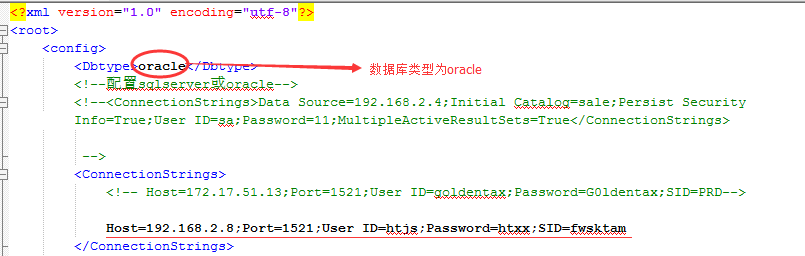 <?xml version="1.0" encoding="utf-8"?>
<root>
<config>
<Dbtype>oracle</Dbtype>
数据库类型为oracle
<!--配置sqlserver或oracle-->
<!--<ConnectionStrings>Data Source=192.168.2.4;Initial Catalog=sale;Persist Security
Info=True;User ID=sa;Password=11;MultipleActiveResultSets=True</ConnectionStrings>
-->
<ConnectionStrings>
<!-- Host=172.17.51.13;Port=1521;User ID=goldentax;Password=G0ldentax;SID=PRD-->
Host=192.168.2.8;Port=1521;User ID=htjs;Password=htxx;SID=fwsktam
</ConnectionStrings>